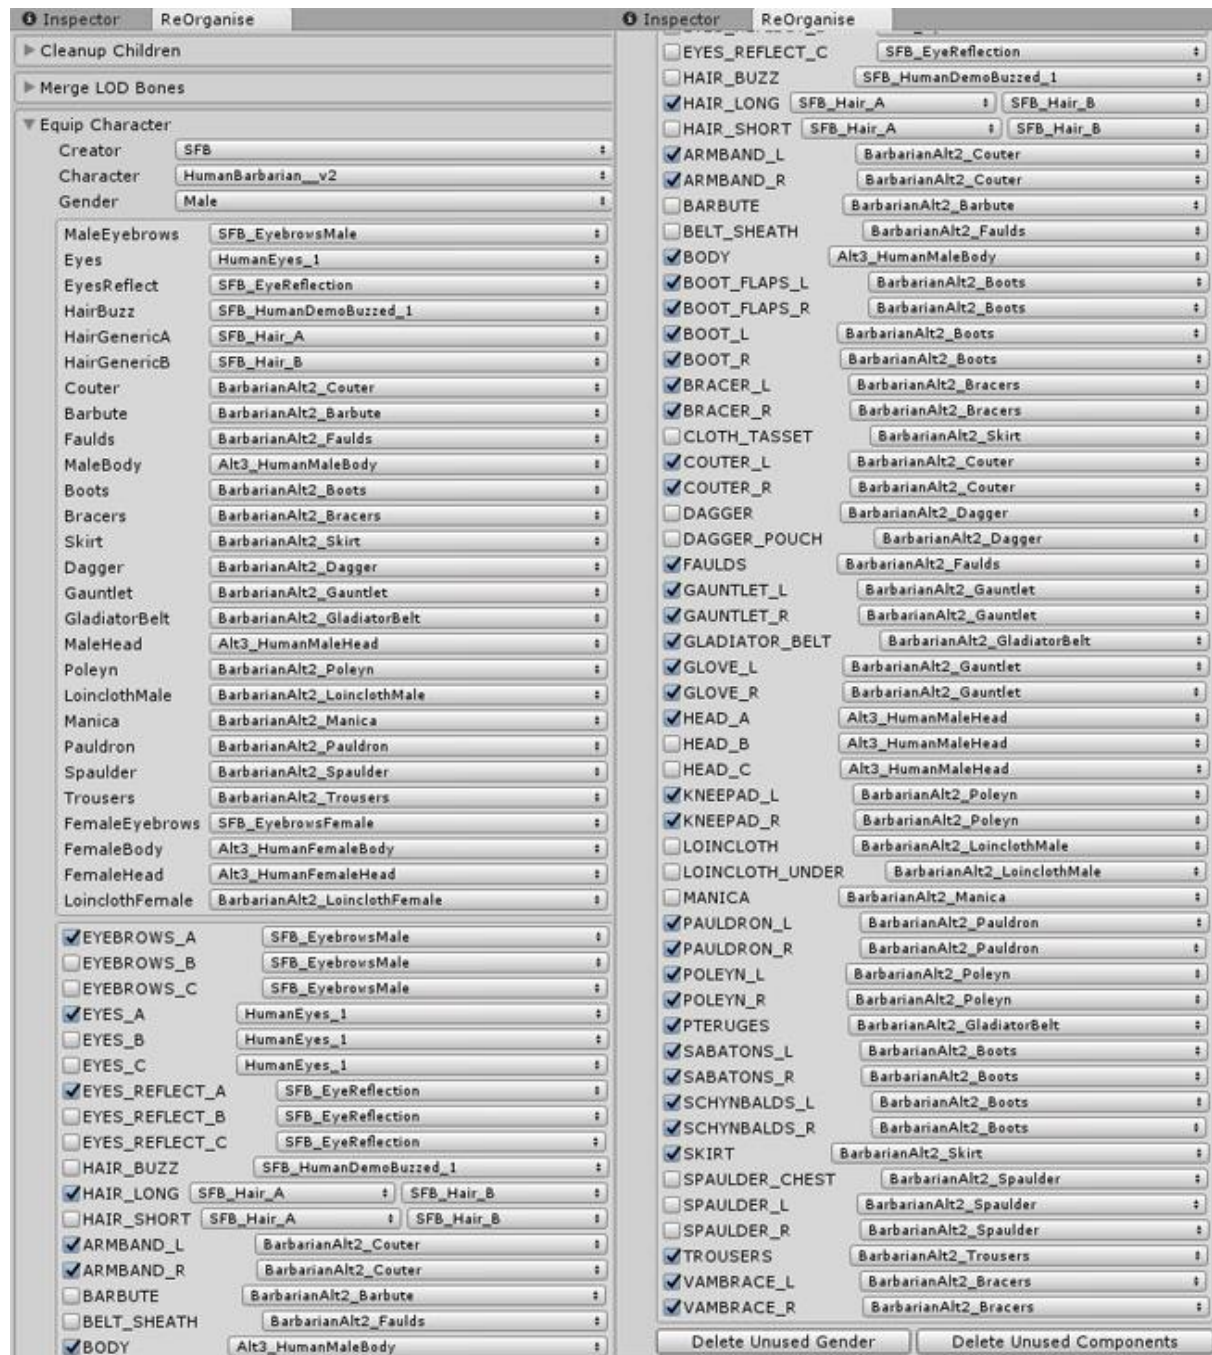 Inspector ReOrganise
Cleanup Children
Merge LOD Bones
Equip Character
Creator SFB
Character HumanBarbarian__v2
Gender Male
MaleEyebrows SFB_EyebrowsMale
Eyes HumanEyes_1
EyesReflect SFB_EyeReflection
HairBuzz SFB_HumanDemoBuzzed_1
HairGenericA SFB_Hair_A
HairGenericB SFB_Hair_B
Couter BarbarianAlt2_Couter
Barbute BarbarianAlt2_Barbute
Faulds BarbarianAlt2_Faulds
MaleBody Alt3_HumanMaleBody
Boots BarbarianAlt2_Boots
Bracers BarbarianAlt2_Bracers
Skirt BarbarianAlt2_Skirt
Dagger BarbarianAlt2_Dagger
Gauntlet BarbarianAlt2_Gauntlet
GladiatorBelt BarbarianAlt2_GladiatorBelt
MaleHead Alt3_HumanMaleHead
Poleyn BarbarianAlt2_Poleyn
LoinclothMale BarbarianAlt2_LoinclothMale
Manica BarbarianAlt2_Manica
Pauldron BarbarianAlt2_Pauldron
Spaulder BarbarianAlt2_Spaulder
Trousers BarbarianAlt2_Trousers
FemaleEyebrows SFB_EyebrowsFemale
FemaleBody Alt3_HumanFemaleBody
FemaleHead Alt3_HumanFemaleHead
LoinclothFemale BarbarianAlt2_LoinclothFemale
EYEBROWS_A SFB_EyebrowsMale
EYEBROWS_B SFB_EyebrowsMale
EYEBROWS_C SFB_EyebrowsMale
EYES_A HumanEyes_1
EYES_B HumanEyes_1
EYES_C HumanEyes_1
EYES_REFLECT_A SFB_EyeReflection
EYES_REFLECT_B SFB_EyeReflection
EYES_REFLECT_C SFB_EyeReflection
HAIR_BUZZ SFB_HumanDemoBuzzed_1
HAIR_LONG SFB_Hair_A SFB_Hair_B
HAIR_SHORT SFB_Hair_A SFB_Hair_B
ARMBAND_L BarbarianAlt2_Couter
ARMBAND_R BarbarianAlt2_Couter
BARBUTE BarbarianAlt2_Barbute
BELT_SHEATH BarbarianAlt2_Faulds
BODY Alt3_HumanMaleBody
Inspector ReOrganise
EYES_REFLECT_C SFB_EyeReflection
HAIR_BUZZ SFB_HumanDemoBuzzed_1
HAIR_LONG SFB_Hair_A SFB_Hair_B
HAIR_SHORT SFB_Hair_A SFB_Hair_B
ARMBAND_L BarbarianAlt2_Couter
ARMBAND_R BarbarianAlt2_Couter
BARBUTE BarbarianAlt2_Barbute
BELT_SHEATH BarbarianAlt2_Faulds
BODY Alt3_HumanMaleBody
BOOT_FLAPS_L BarbarianAlt2_Boots
BOOT_FLAPS_R BarbarianAlt2_Boots
BOOT_L BarbarianAlt2_Boots
BOOT_R BarbarianAlt2_Boots
BRACER_L BarbarianAlt2_Bracers
BRACER_R BarbarianAlt2_Bracers
CLOTH_TASSET BarbarianAlt2_Skirt
COUTER_L BarbarianAlt2_Couter
COUTER_R BarbarianAlt2_Couter
DAGGER BarbarianAlt2_Dagger
DAGGER_POUCH BarbarianAlt2_Dagger
FAULDS BarbarianAlt2_Faulds
GAUNTLET_L BarbarianAlt2_Gauntlet
GAUNTLET_R BarbarianAlt2_Gauntlet
GLADIATOR_BELT BarbarianAlt2_GladiatorBelt
GLOVE_L BarbarianAlt2_Gauntlet
GLOVE_R BarbarianAlt2_Gauntlet
HEAD_A Alt3_HumanMaleHead
HEAD_B Alt3_HumanMaleHead
HEAD_C Alt3_HumanMaleHead
KNEEPAD_L BarbarianAlt2_Poleyn
KNEEPAD_R BarbarianAlt2_Poleyn
LOINCLOTH BarbarianAlt2_LoinclothMale
LOINCLOTH_UNDER BarbarianAlt2_LoinclothMale
MANICA BarbarianAlt2_Manica
PAULDRON_L BarbarianAlt2_Pauldron
PAULDRON_R BarbarianAlt2_Pauldron
POLEYN_L BarbarianAlt2_Poleyn
POLEYN_R BarbarianAlt2_Poleyn
PTERUGES BarbarianAlt2_GladiatorBelt
SABATONS_L BarbarianAlt2_Boots
SABATONS_R BarbarianAlt2_Boots
SCHYNBALDS_L BarbarianAlt2_Boots
SCHYNBALDS_R BarbarianAlt2_Boots
SKIRT BarbarianAlt2_Skirt
SPAULDER_CHEST BarbarianAlt2_Spaulder
SPAULDER_L BarbarianAlt2_Spaulder
SPAULDER_R BarbarianAlt2_Spaulder
TROUSERS BarbarianAlt2_Trousers
VAMBRACE_L BarbarianAlt2_Bracers
VAMBRACE_R BarbarianAlt2_Bracers
Delete Unused Gender Delete Unused Components